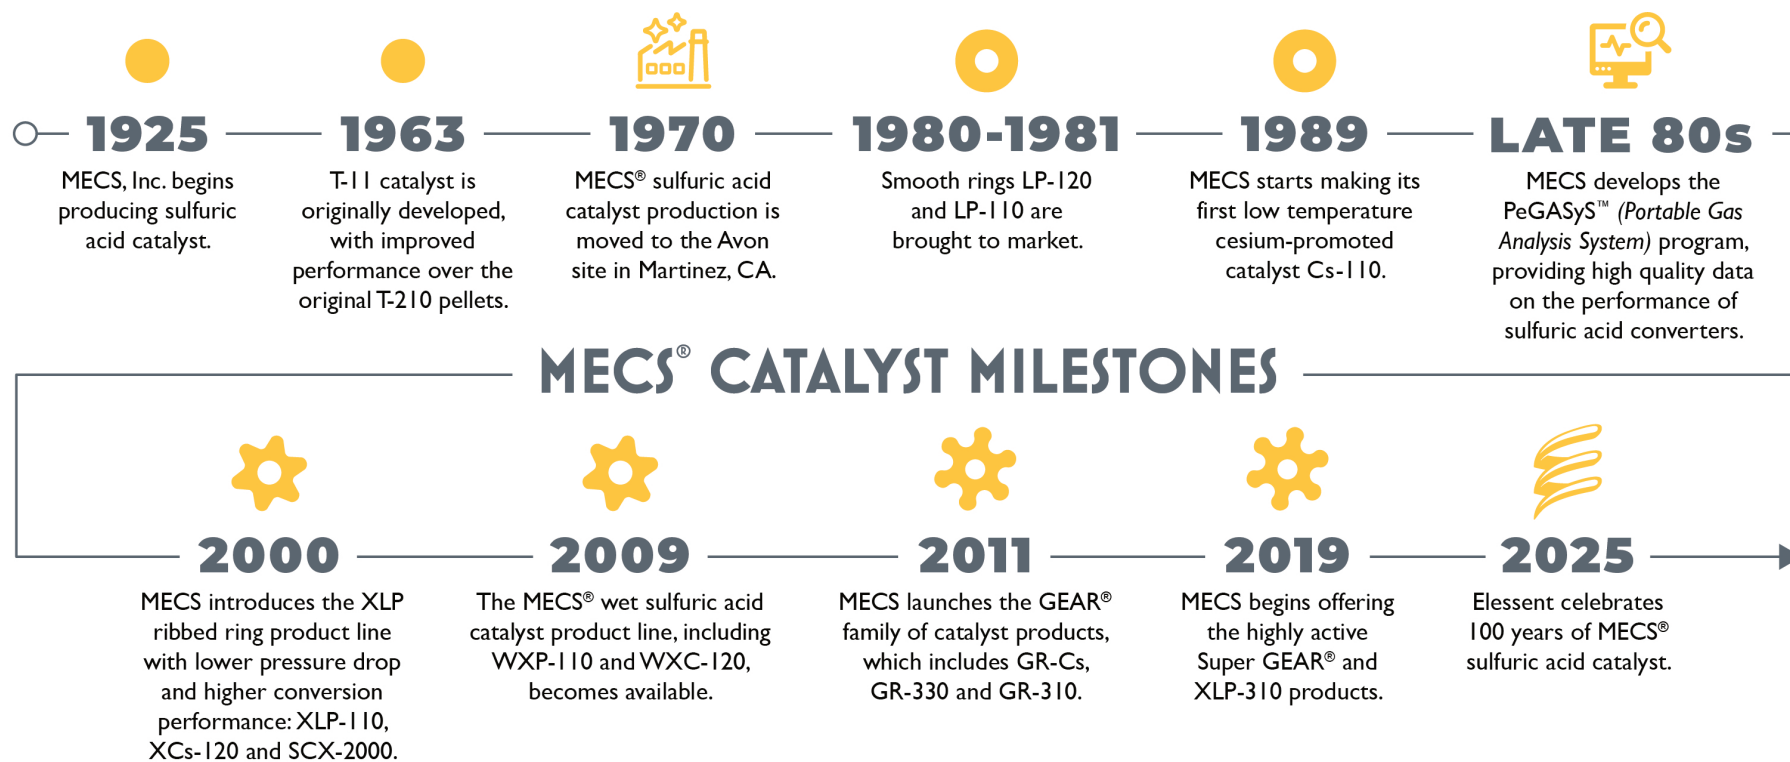 1925
MECS, Inc. begins
producing sulfuric
acid catalyst.
1963
T-11 catalyst is
originally developed,
with improved
performance over the
original T-210 pellets.
1970
MECS® sulfuric acid
catalyst production is
moved to the Avon
site in Martinez, CA.
1980-1981
Smooth rings LP-120
and LP-110 are
brought to market.
1989
MECS starts making its
first low temperature
cesium-promoted
catalyst Cs-110.
LATE 80s
MECS develops the
PeGASyS™ (Portable Gas
Analysis System) program,
providing high quality data
on the performance of
sulfuric acid converters.
MECS® CATALYST MILESTONES
2000
MECS introduces the XLP
ribbed ring product line
with lower pressure drop
and higher conversion
performance: XLP-110,
XCs-120 and SCX-2000.
2009
The MECS® wet sulfuric acid
catalyst product line, including
WXP-110 and WXC-120,
becomes available.
2011
MECS launches the GEAR®
family of catalyst products,
which includes GR-Cs,
GR-330 and GR-310.
2019
MECS begins offering
the highly active
Super GEAR® and
XLP-310 products.
2025
Elessent celebrates
100 years of MECS®
sulfuric acid catalyst.